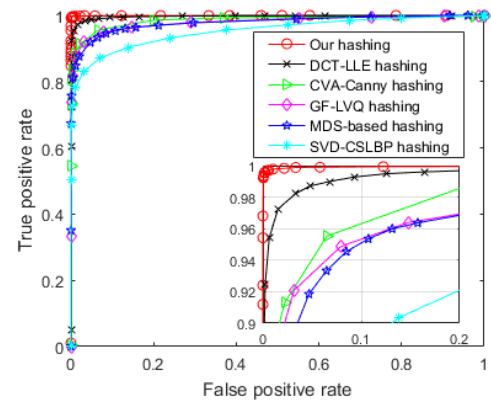 True positive rate
1
0.8
0.6
0.4
0.2
0
Our hashing
DCT-LLE hashing
CVA-Canny hashing
GF-LVQ hashing
MDS-based hashing
SVD-CSLBP hashing
1
0.98
0.96
0.94
0.92
0.9
0 0.1 0.2
0 0.2 0.4 0.6 0.8 1
False positive rate